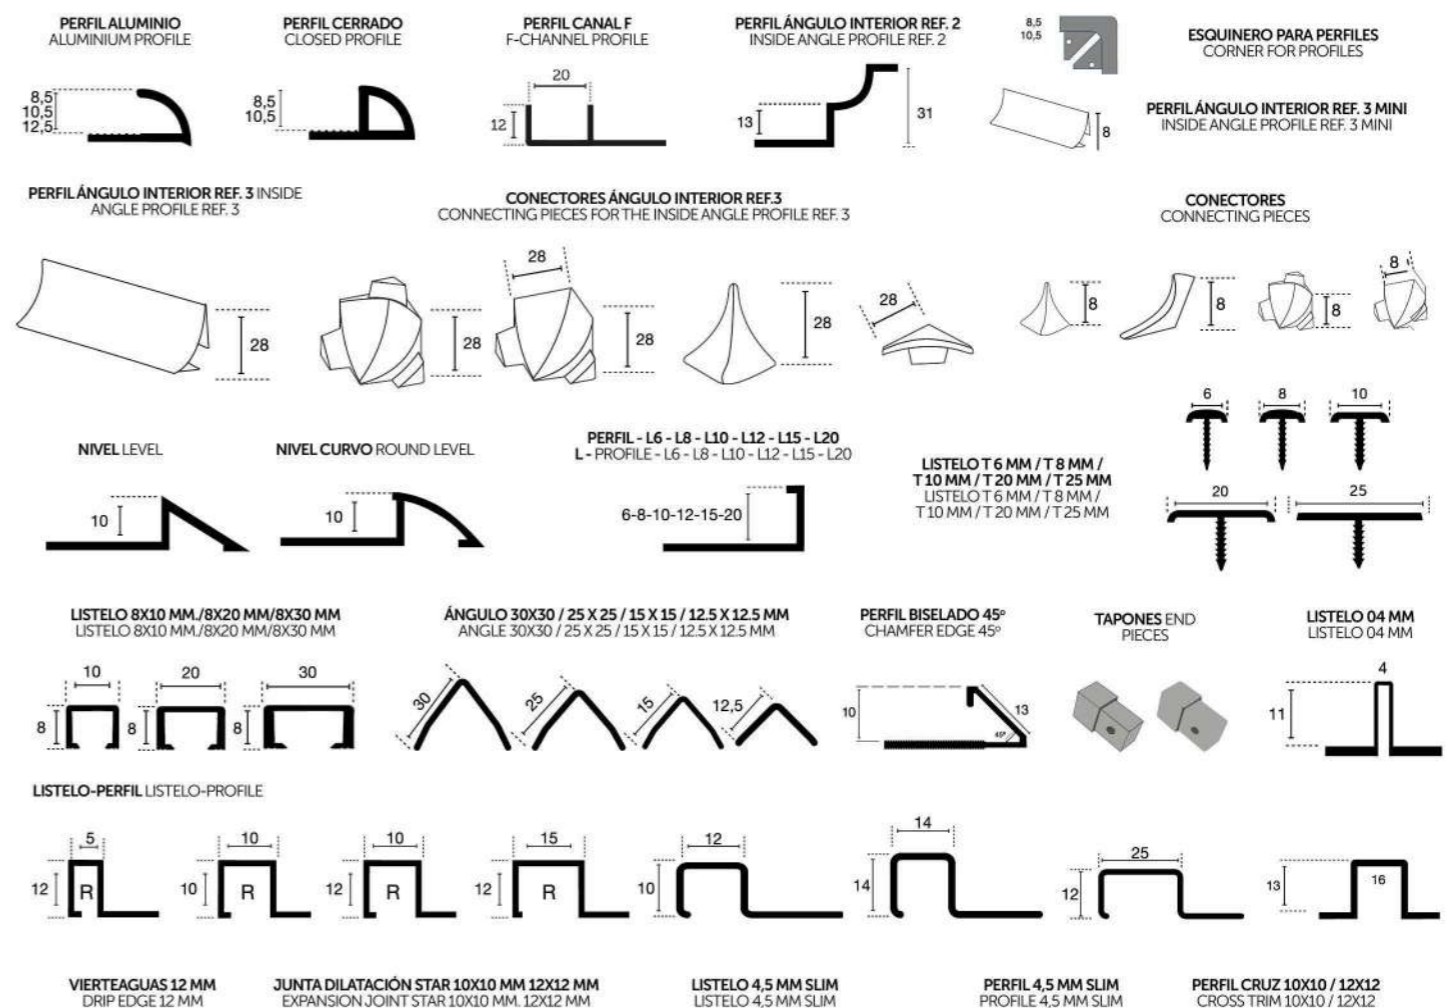 PERFIL ALUMINIO
ALUMINIUM PROFILE
8,5
10,5
12,5
PERFIL CERRADO
CLOSED PROFILE
8,5
10,5
PERFIL CANAL F
F-CHANNEL PROFILE
20
12
PERFIL ÁNGULO INTERIOR REF. 2
INSIDE ANGLE PROFILE REF. 2
13
31
8,5
10,5
ESQUINERO PARA PERFILES
CORNER FOR PROFILES
PERFIL ÁNGULO INTERIOR REF. 3 MINI
INSIDE ANGLE PROFILE REF. 3 MINI
8
PERFIL ÁNGULO INTERIOR REF. 3 INSIDE
ANGLE PROFILE REF. 3
28
CONECTORES ÁNGULO INTERIOR REF.3
CONNECTING PIECES FOR THE INSIDE ANGLE PROFILE REF. 3
28
28
28
28
28
CONECTORES
CONNECTING PIECES
8
8
8
8
NIVEL LEVEL
10
NIVEL CURVO ROUND LEVEL
10
PERFIL - L6 - L8 - L10 - L12 - L15 - L20
L - PROFILE - L6 - L8 - L10 - L12 - L15 - L20
6-8-10-12-15-20
LISTELO T 6 MM / T 8 MM /
T 10 MM / T 20 MM / T 25 MM
LISTELO T 6 MM / T 8 MM /
T 10 MM / T 20 MM / T 25 MM
6
8
10
20
25
LISTELO 8X10 MM./8X20 MM/8X30 MM
LISTELO 8X10 MM./8X20 MM/8X30 MM
10
20
30
8
8
8
ÁNGULO 30X30 / 25 X 25 / 15 X 15 / 12.5 X 12.5 MM
ANGLE 30X30 / 25 X 25 / 15 X 15 / 12.5 X 12.5 MM
30
25
15
12,5
PERFIL BISELADO 45º
CHAMFER EDGE 45º
10
13
45º
TAPONES END
PIECES
LISTELO 04 MM
LISTELO 04 MM
4
11
LISTELO-PERFIL LISTELO-PROFILE
5
12
R
10
10
R
10
12
R
15
12
R
12
10
14
14
25
12
13
16
VIERTEAGUAS 12 MM
DRIP EDGE 12 MM
JUNTA DILATACIÓN STAR 10X10 MM 12X12 MM
EXPANSION JOINT STAR 10X10 MM. 12X12 MM
LISTELO 4,5 MM SLIM
LISTELO 4,5 MM SLIM
PERFIL 4,5 MM SLIM
PROFILE 4,5 MM SLIM
PERFIL CRUZ 10X10 / 12X12
CROSS TRIM 10X10 / 12X12